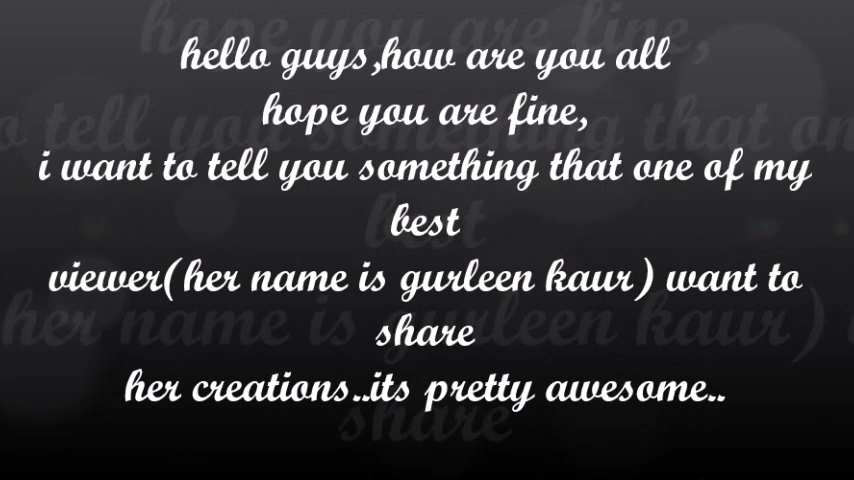 hello guys,how are you all
hope you are fine,
i want to tell you something that one of my
best
viewer(her name is gurleen kaur) want to
share
her creations..its pretty awesome..